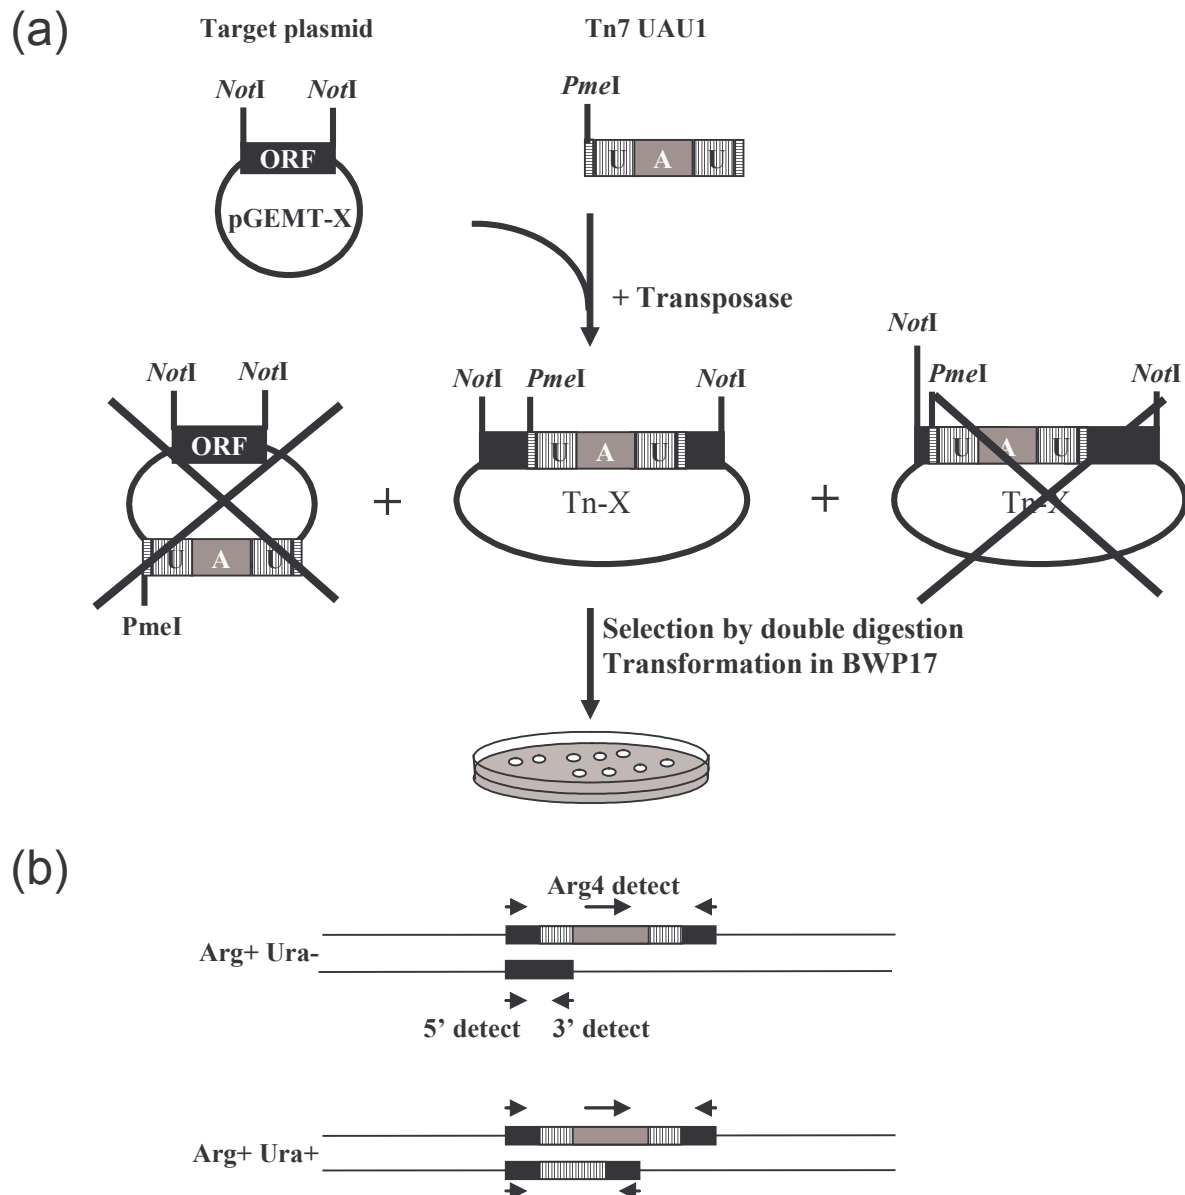 (a)
Target plasmid
Tn7 UAU1
NotI NotI
PmeI
ORF
U A U
pGEMT-X
+ Transposase
NotI NotI
ORF
U A U
PmeI
+
NotI PmeI NotI
U A U
Tn-X
+
NotI
PmeI
NotI
U A U
Tn-X
Selection by double digestion
Transformation in BWP17
(b)
Arg4 detect
Arg+ Ura-
5’ detect 3’ detect
Arg+ Ura+